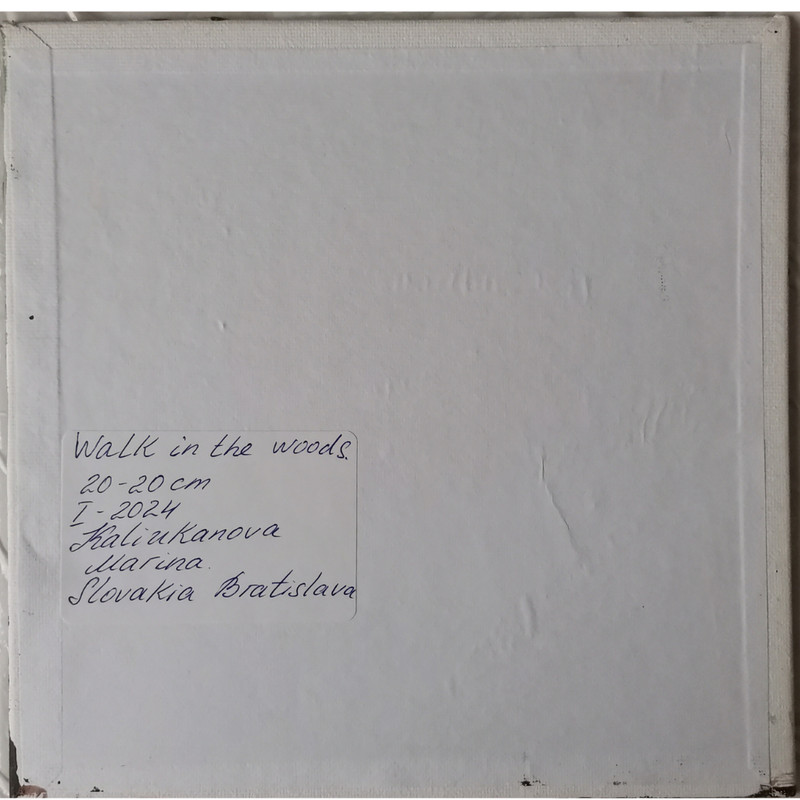 Walk in the woods.
20-20 cm
I-2024
Kaliukanova
Marina.
Slovakia Bratislava